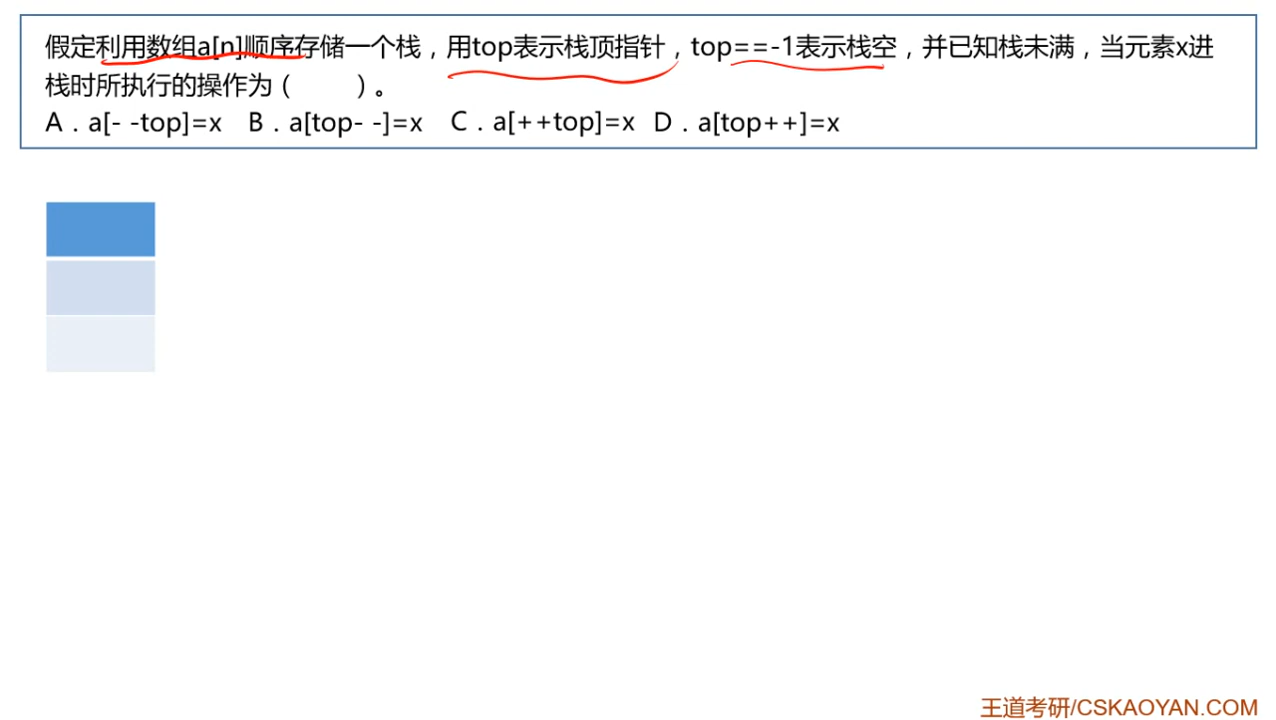 假定利用数组a[n]顺序存储一个栈，用top表示栈顶指针，top==-1表示栈空，并已知栈未满，当元素x进
栈时所执行的操作为（　　）。
A．a[- -top]=x B．a[top- -]=x C．a[++top]=x D．a[top++]=x
王道考研/CSKAOYAN.COM